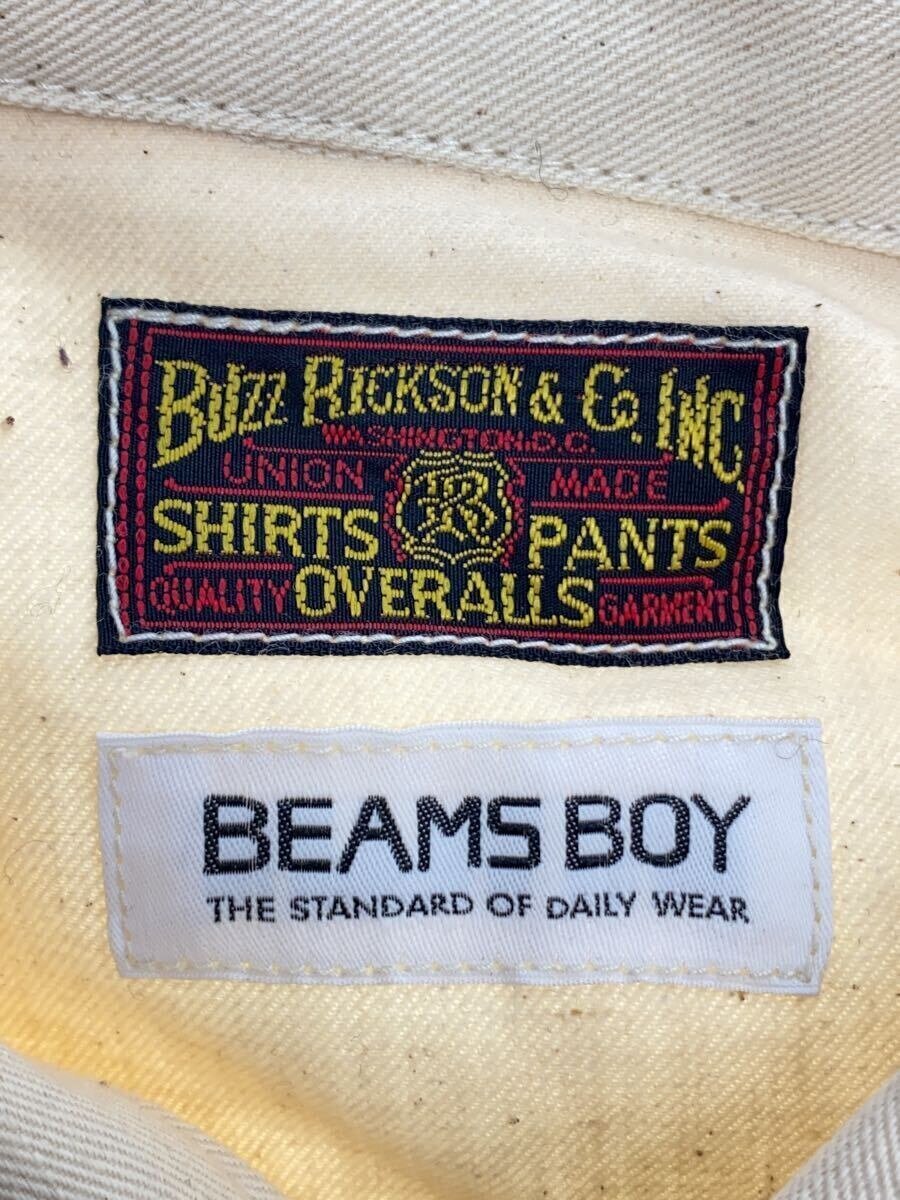 BUZZ RICKSON & CO. INC.
WASHINGTON.D.C.
UNION MADE
R
SHIRTS PANTS
QUALITY OVERALLS GARMENT
BEAMS BOY
THE STANDARD OF DAILY WEAR